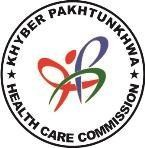 KHYBER PAKHTUNKHWA
HEALTH CARE COMMISSION